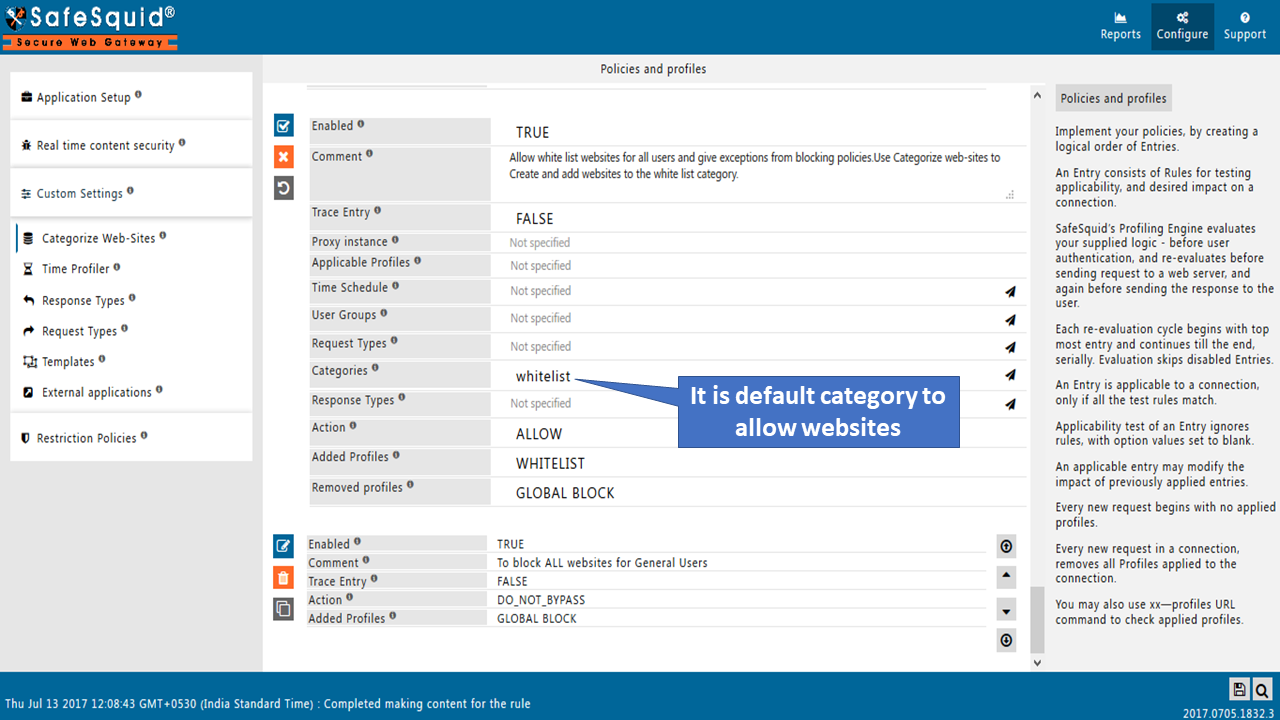 SafeSquid®
Secure Web Gateway
Reports
Configure
Support
Policies and profiles
Application Setup
Real time content security
Custom Settings
Categorize Web-Sites
Time Profiler
Response Types
Request Types
Templates
External applications
Restriction Policies
Enabled
TRUE
Comment
Allow white list websites for all users and give exceptions from blocking policies.Use Categorize web-sites to
Create and add websites to the white list category.
Trace Entry
FALSE
Proxy instance
Not specified
Applicable Profiles
Not specified
Time Schedule
Not specified
User Groups
Not specified
Request Types
Not specified
Categories
whitelist
It is default category to
allow websites
Response Types
Not specified
Action
ALLOW
Added Profiles
WHITELIST
Removed profiles
GLOBAL BLOCK
Enabled
TRUE
Comment
To block ALL websites for General Users
Trace Entry
FALSE
Action
DO_NOT_BYPASS
Added Profiles
GLOBAL BLOCK
Policies and profiles
Implement your policies, by creating a
logical order of Entries.
An Entry consists of Rules for testing
applicability, and desired impact on a
connection.
SafeSquid's Profiling Engine evaluates
your supplied logic - before user
authentication, and re-evaluates before
sending request to a web server, and
again before sending the response to the
user.
Each re-evaluation cycle begins with top
most entry and continues till the end,
serially. Evaluation skips disabled Entries.
An Entry is applicable to a connection,
only if all the test rules match.
Applicability test of an Entry ignores
rules, with option values set to blank.
An applicable entry may modify the
impact of previously applied entries.
Every new request begins with no applied
profiles.
Every new request in a connection,
removes all Profiles applied to the
connection.
You may also use xx—profiles URL
command to check applied profiles.
Thu Jul 13 2017 12:08:43 GMT+0530 (India Standard Time) : Completed making content for the rule
2017.0705.1832.3